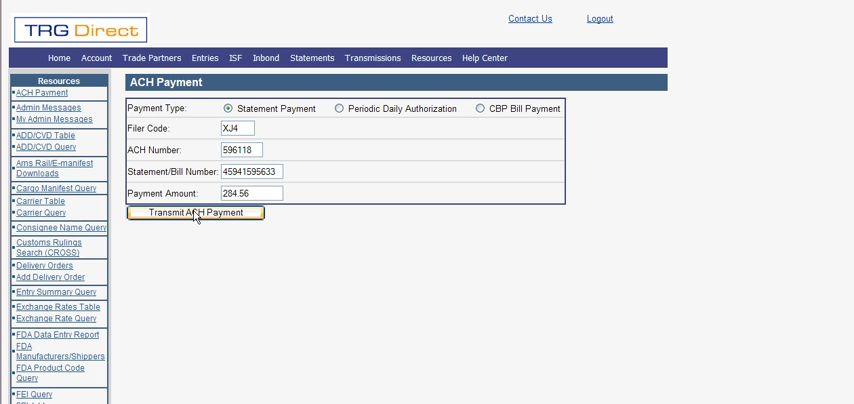 TRG Direct
Contact Us Logout
Home Account Trade Partners Entries ISF Inbond Statements Transmissions Resources Help Center
Resources
ACH Payment
Admin Messages
My Admin Messages
ADD/CVD Table
ADD/CVD Query
Ams Rail/E-manifest
Downloads
Cargo Manifest Query
Carrier Table
Carrier Query
Consignee Name Query
Customs Rulings
Search (CROSS)
Delivery Orders
Add Delivery Order
Entry Summary Query
Exchange Rates Table
Exchange Rate Query
FDA Data Entry Report
FDA
Manufacturers/Shippers
FDA Product Code
Query
FEI Query
ACH Payment
Payment Type: Statement Payment Periodic Daily Authorization CBP Bill Payment
Filer Code: XJ4
ACH Number: 596118
Statement/Bill Number: 45941595633
Payment Amount: 284.56
Transmit ACH Payment